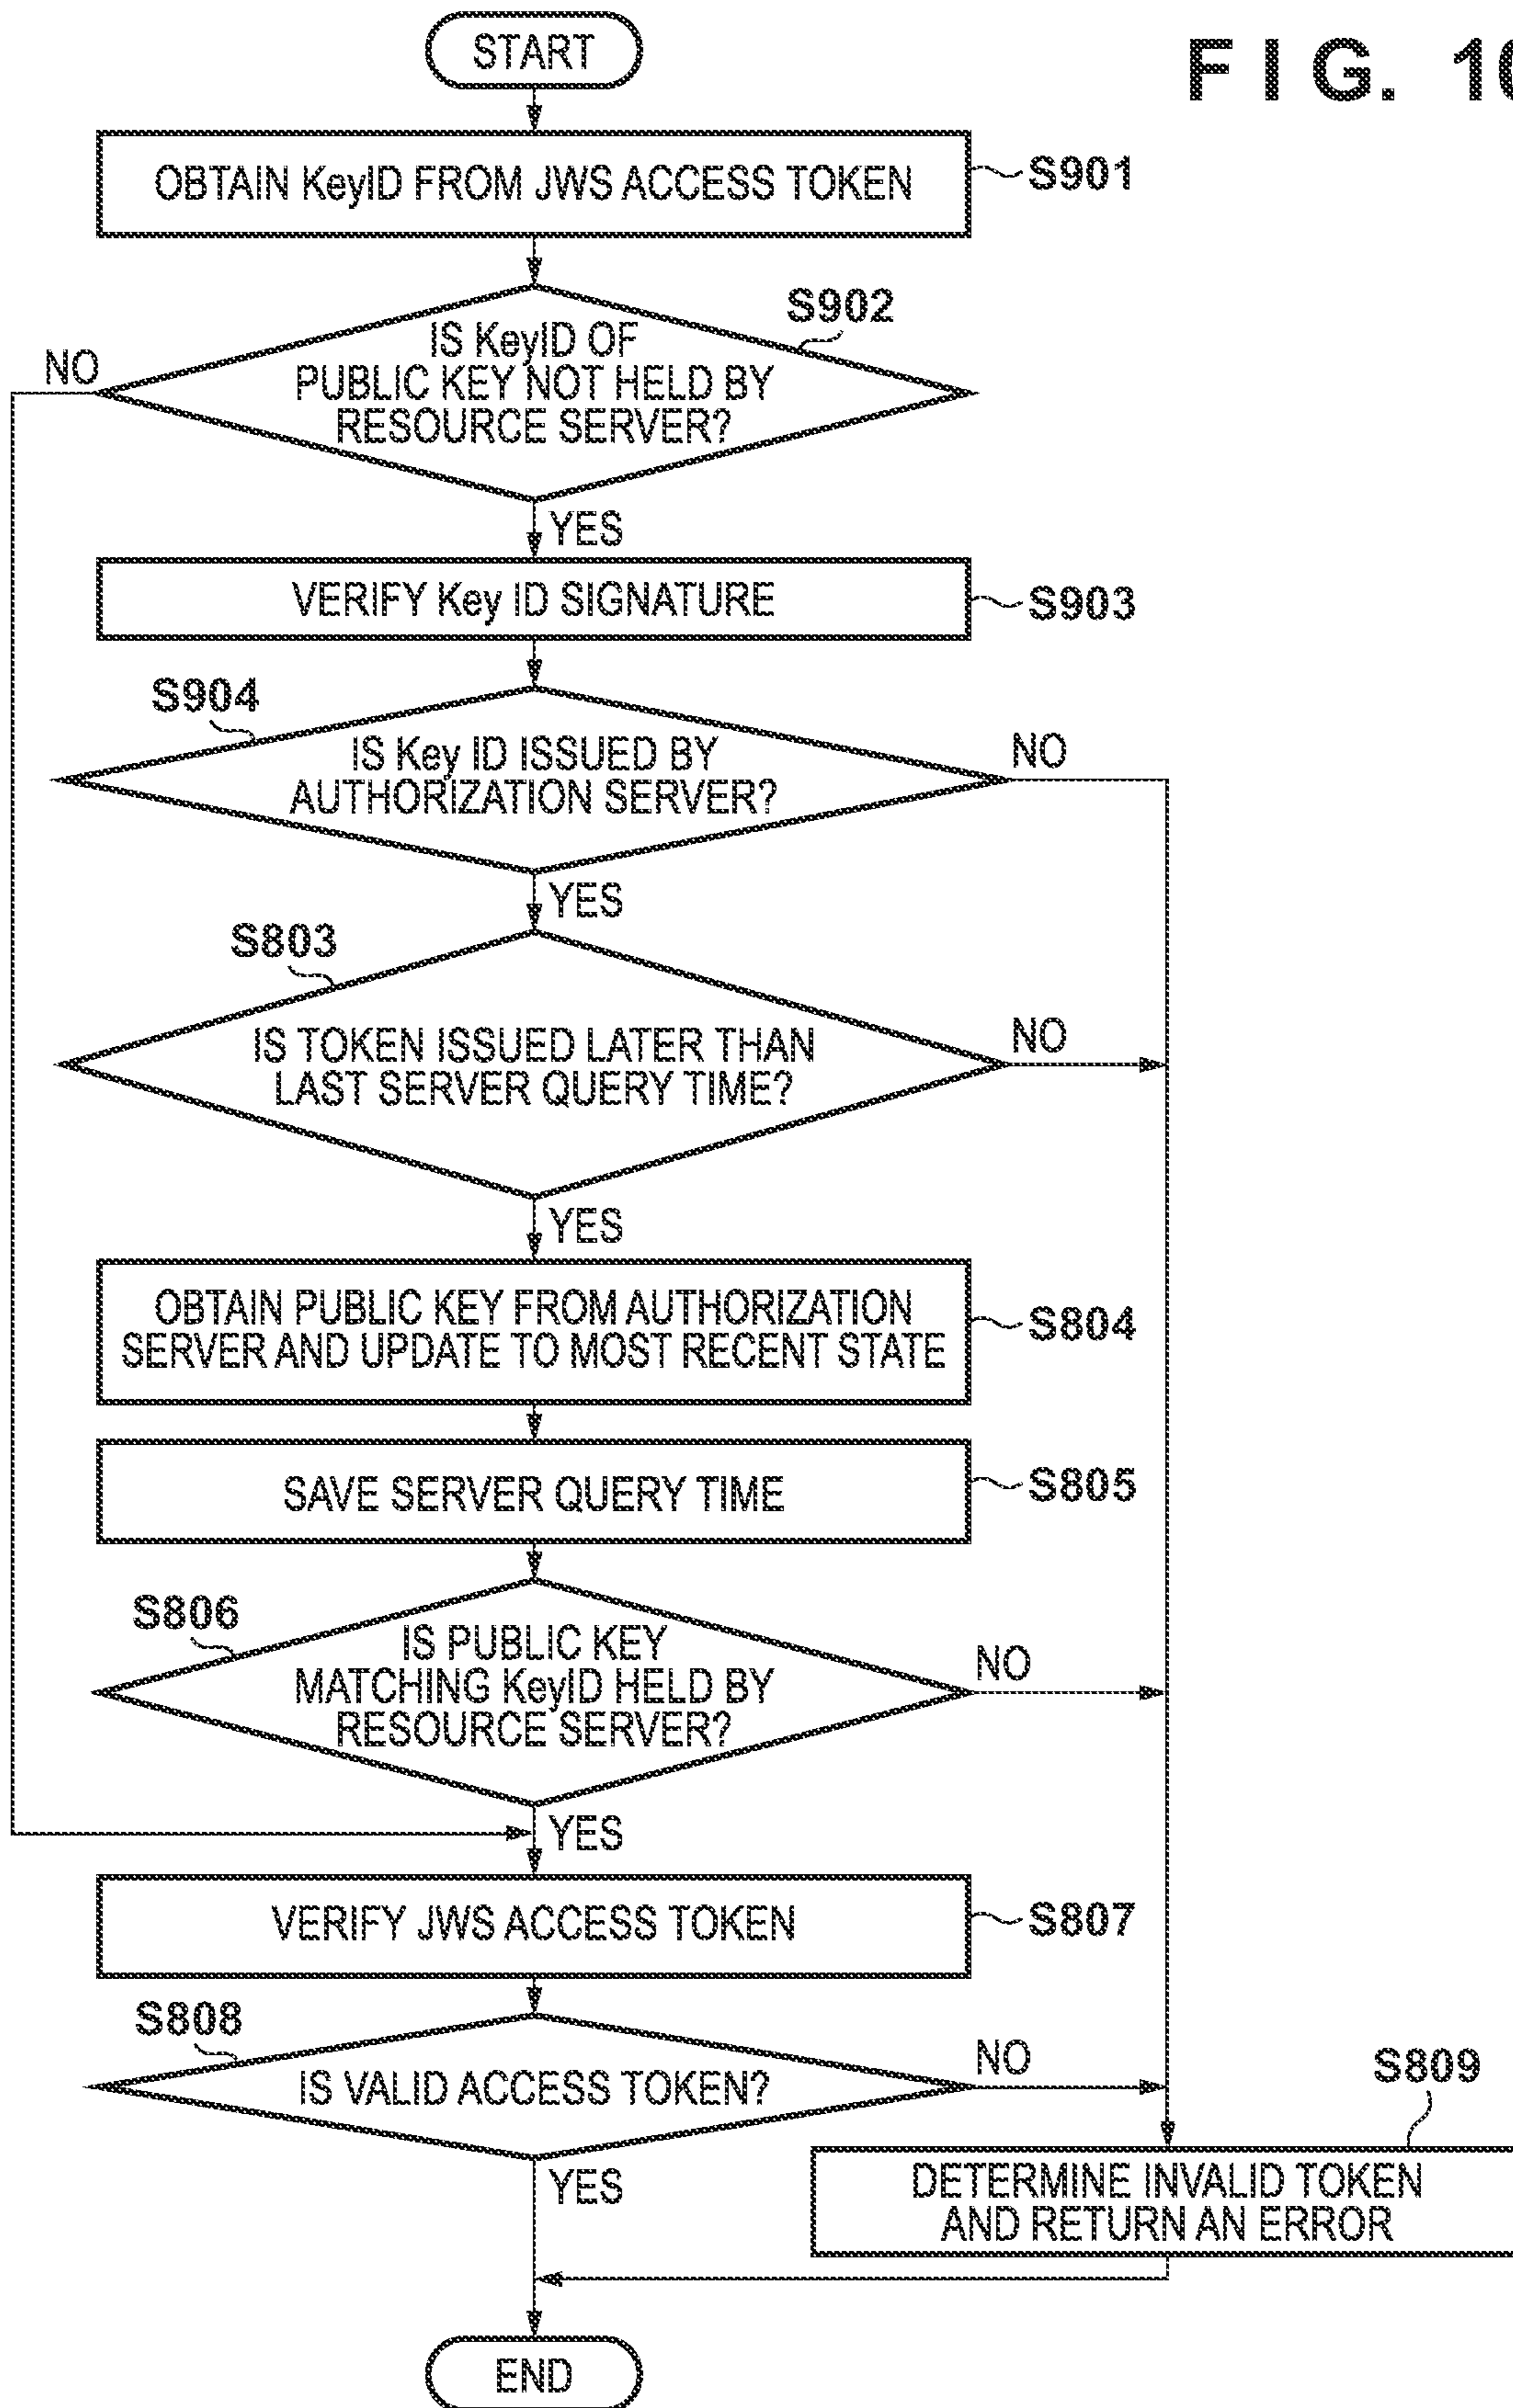 START
F I G. 10
OBTAIN KeyID FROM JWS ACCESS TOKEN
S901
S902
IS KeyID OF
PUBLIC KEY NOT HELD BY
RESOURCE SERVER?
NO
YES
VERIFY Key ID SIGNATURE
S903
S904
IS Key ID ISSUED BY
AUTHORIZATION SERVER?
NO
YES
S803
IS TOKEN ISSUED LATER THAN
LAST SERVER QUERY TIME?
NO
YES
OBTAIN PUBLIC KEY FROM AUTHORIZATION
SERVER AND UPDATE TO MOST RECENT STATE
S804
SAVE SERVER QUERY TIME
S805
S806
IS PUBLIC KEY
MATCHING KeyID HELD BY
RESOURCE SERVER?
NO
YES
VERIFY JWS ACCESS TOKEN
S807
S808
IS VALID ACCESS TOKEN?
NO
YES
S809
DETERMINE INVALID TOKEN
AND RETURN AN ERROR
END